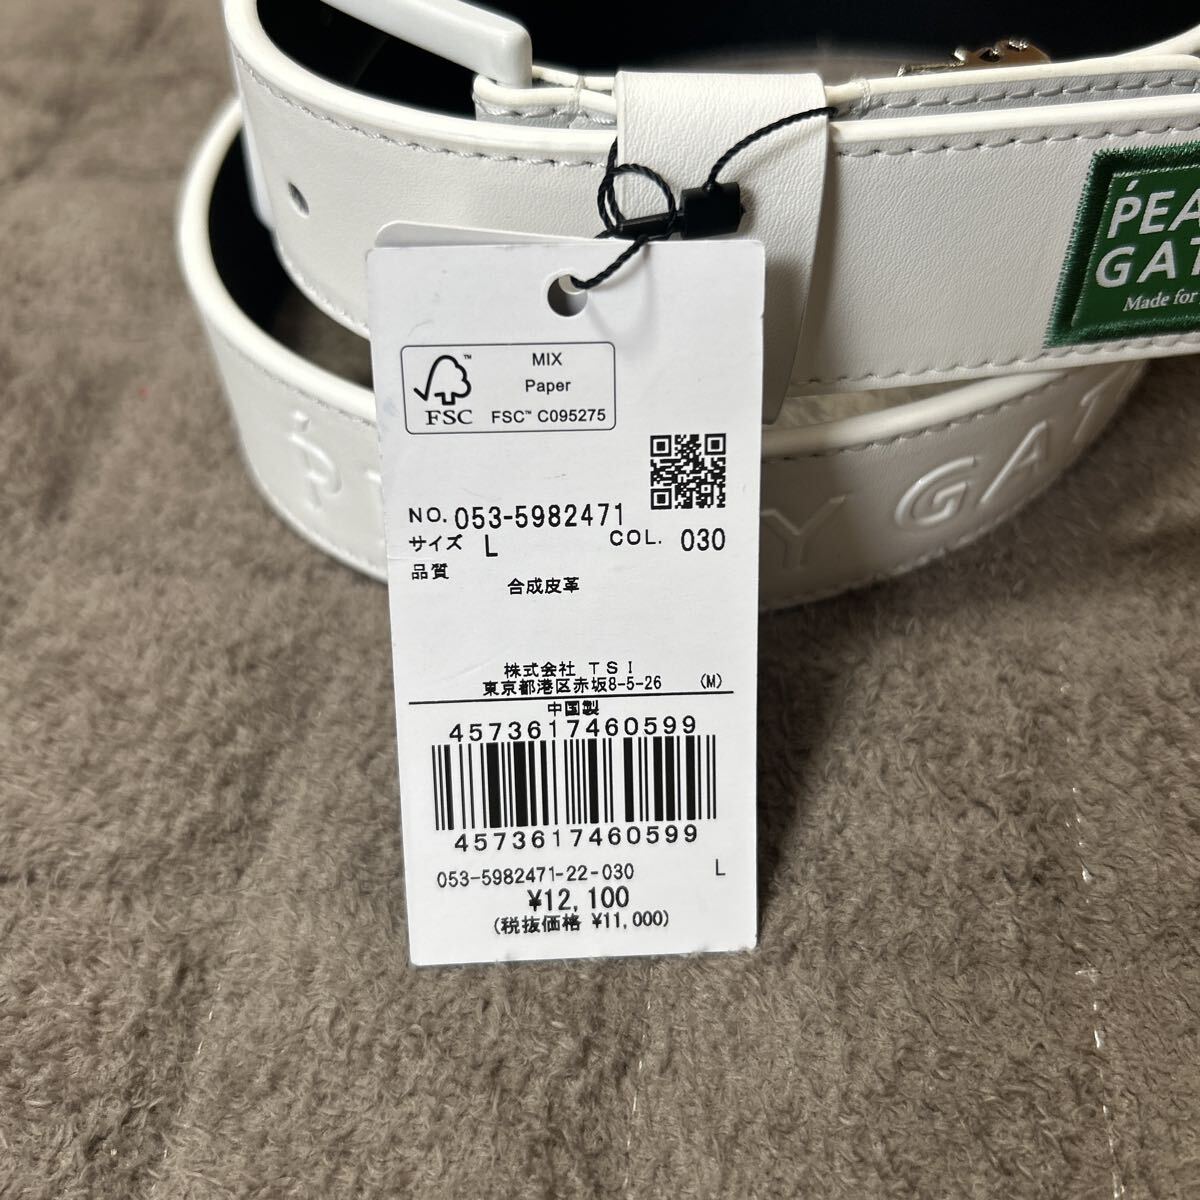 PEA
GAT
Made for
Y GAT
MIX
Paper
FSC™ C095275
FSC
NO. 053-5982471
サイズ L COL. 030
品質
合成皮革
株式会社 TSI
東京都港区赤坂8-5-26 (M)
中国製
4573617460599
4573617460599
053-5982471-22-030 L
¥12,100
(税抜価格 ¥11,000)